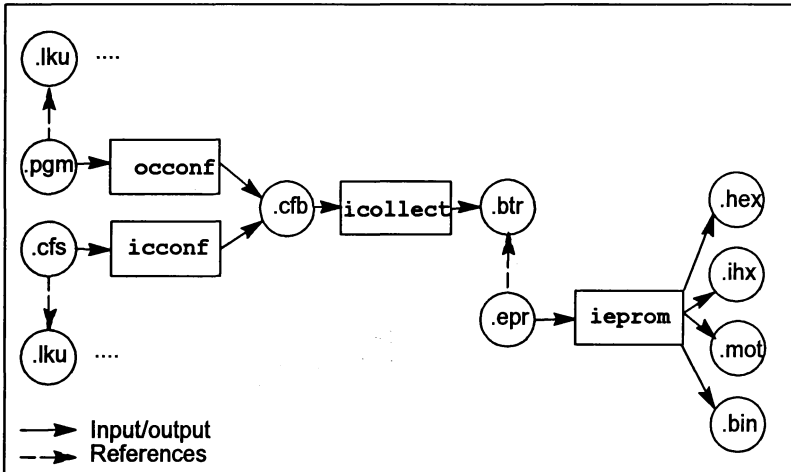 .lku ....
.pgm
occonf
.cfs
icconf
.lku ....
.cfb
icollect
.btr
.epr
ieprom
.hex
.ihx
.mot
.bin
Input/output
References